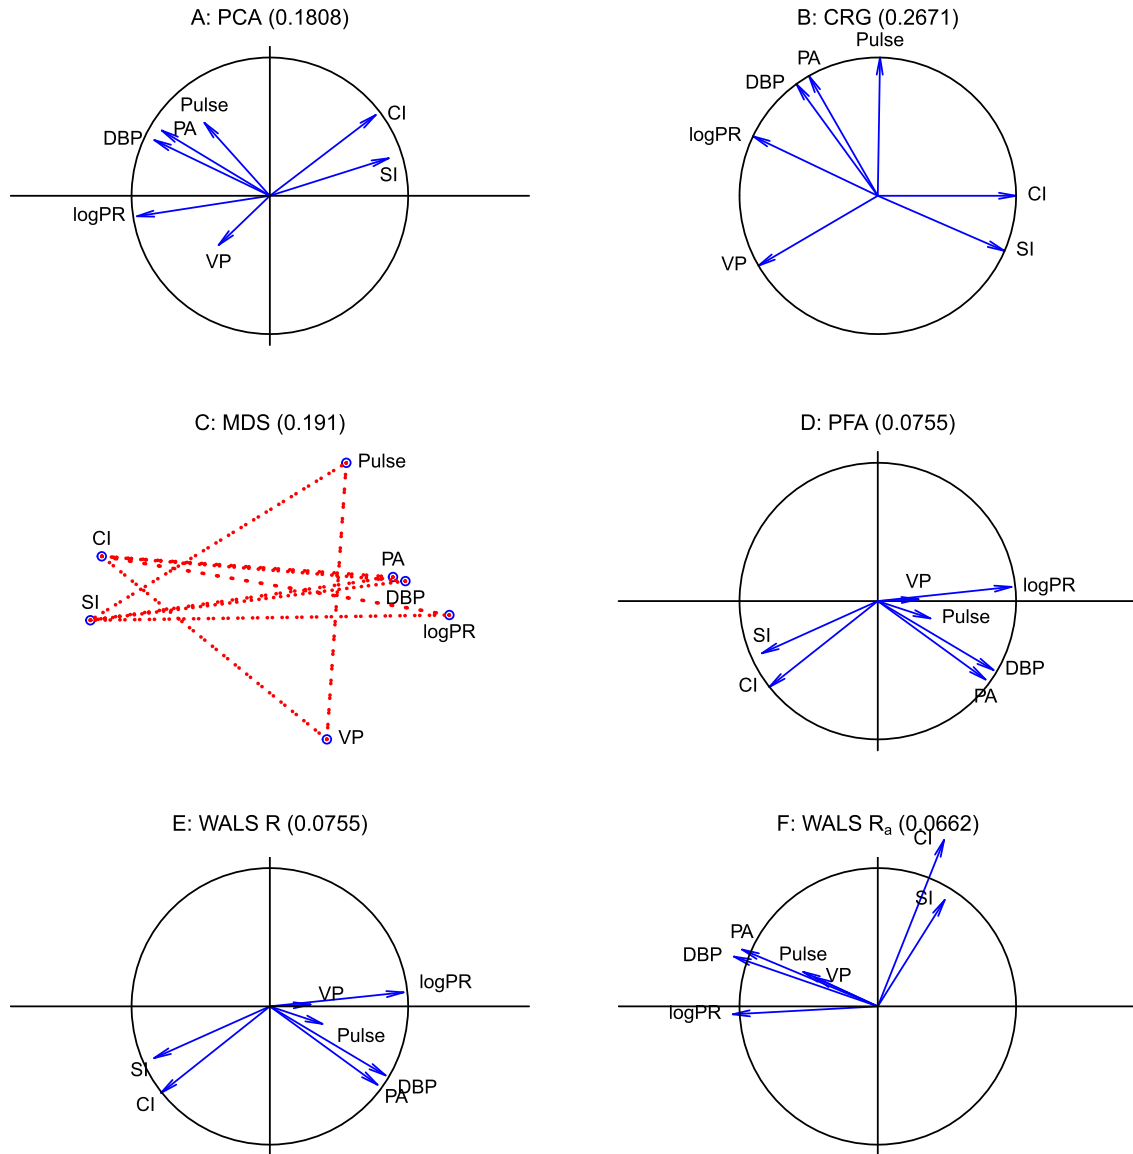 A: PCA (0.1808)
B: CRG (0.2671)
Pulse
CI
PA
DBP
SI
logPR
VP
Pulse
PA
DBP
logPR
CI
SI
VP
C: MDS (0.191)
D: PFA (0.0755)
Pulse
CI
PA
DBP
SI
logPR
VP
VP
logPR
Pulse
SI
DBP
CI
PA
E: WALS R (0.0755)
F: WALS Ra (0.0662)
logPR
VP
Pulse
SI
DBP
PA
CI
CI
SI
PA
DBP
Pulse
VP
logPR